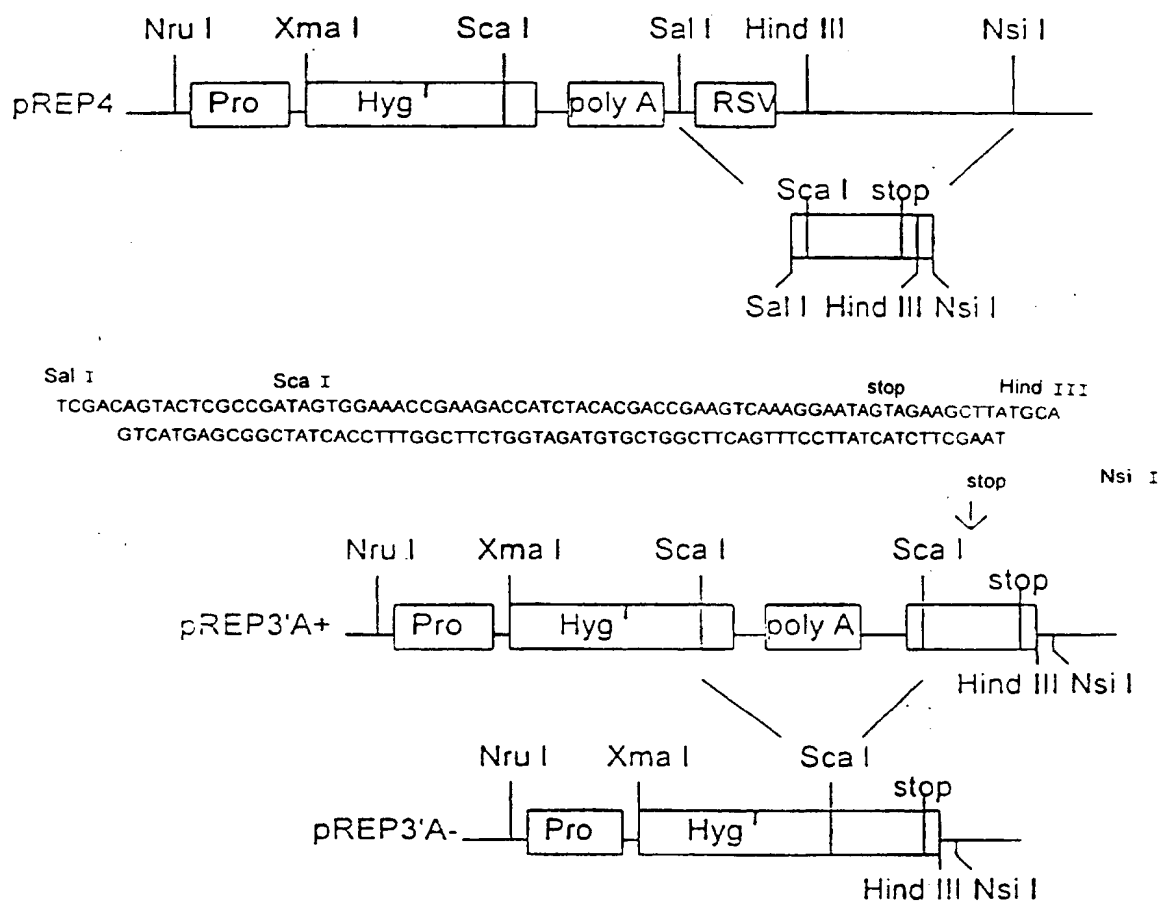 Nru I Xma I Sca I Sal I Hind III Nsi I
pREP4 Pro Hyg r poly A RSV
Sca I stop
Sal I Hind III Nsi I
Sal I Sca I stop Hind III
TCGACAGTACTCGCCGATAGTGGAAACCGAAGACCATCTACACGACCGAAGTCAAAGGAATAGTAGAAGCTTATGCA
GTCATGAGCGGCTATCACCTTTGGCTTCTGGTAGATGTGCTGGCTTCAGTTTCCTTATCATCTTCGAAT
stop Nsi I
Nru I Xma I Sca I Sca I stop
pREP3'A+ Pro Hyg r poly A
Hind III Nsi I
Nru I Xma I Sca I stop
pREP3'A- Pro Hyg r
Hind III Nsi I